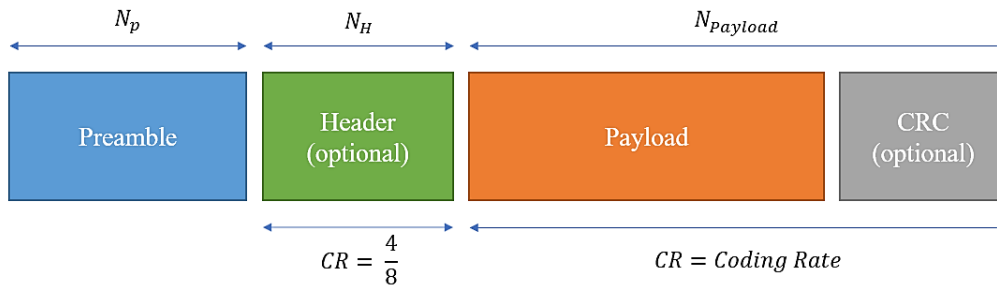 N_p N_H N_Payload
Preamble
Header
(optional)
Payload
CRC
(optional)
CR = 4/8
CR = Coding Rate